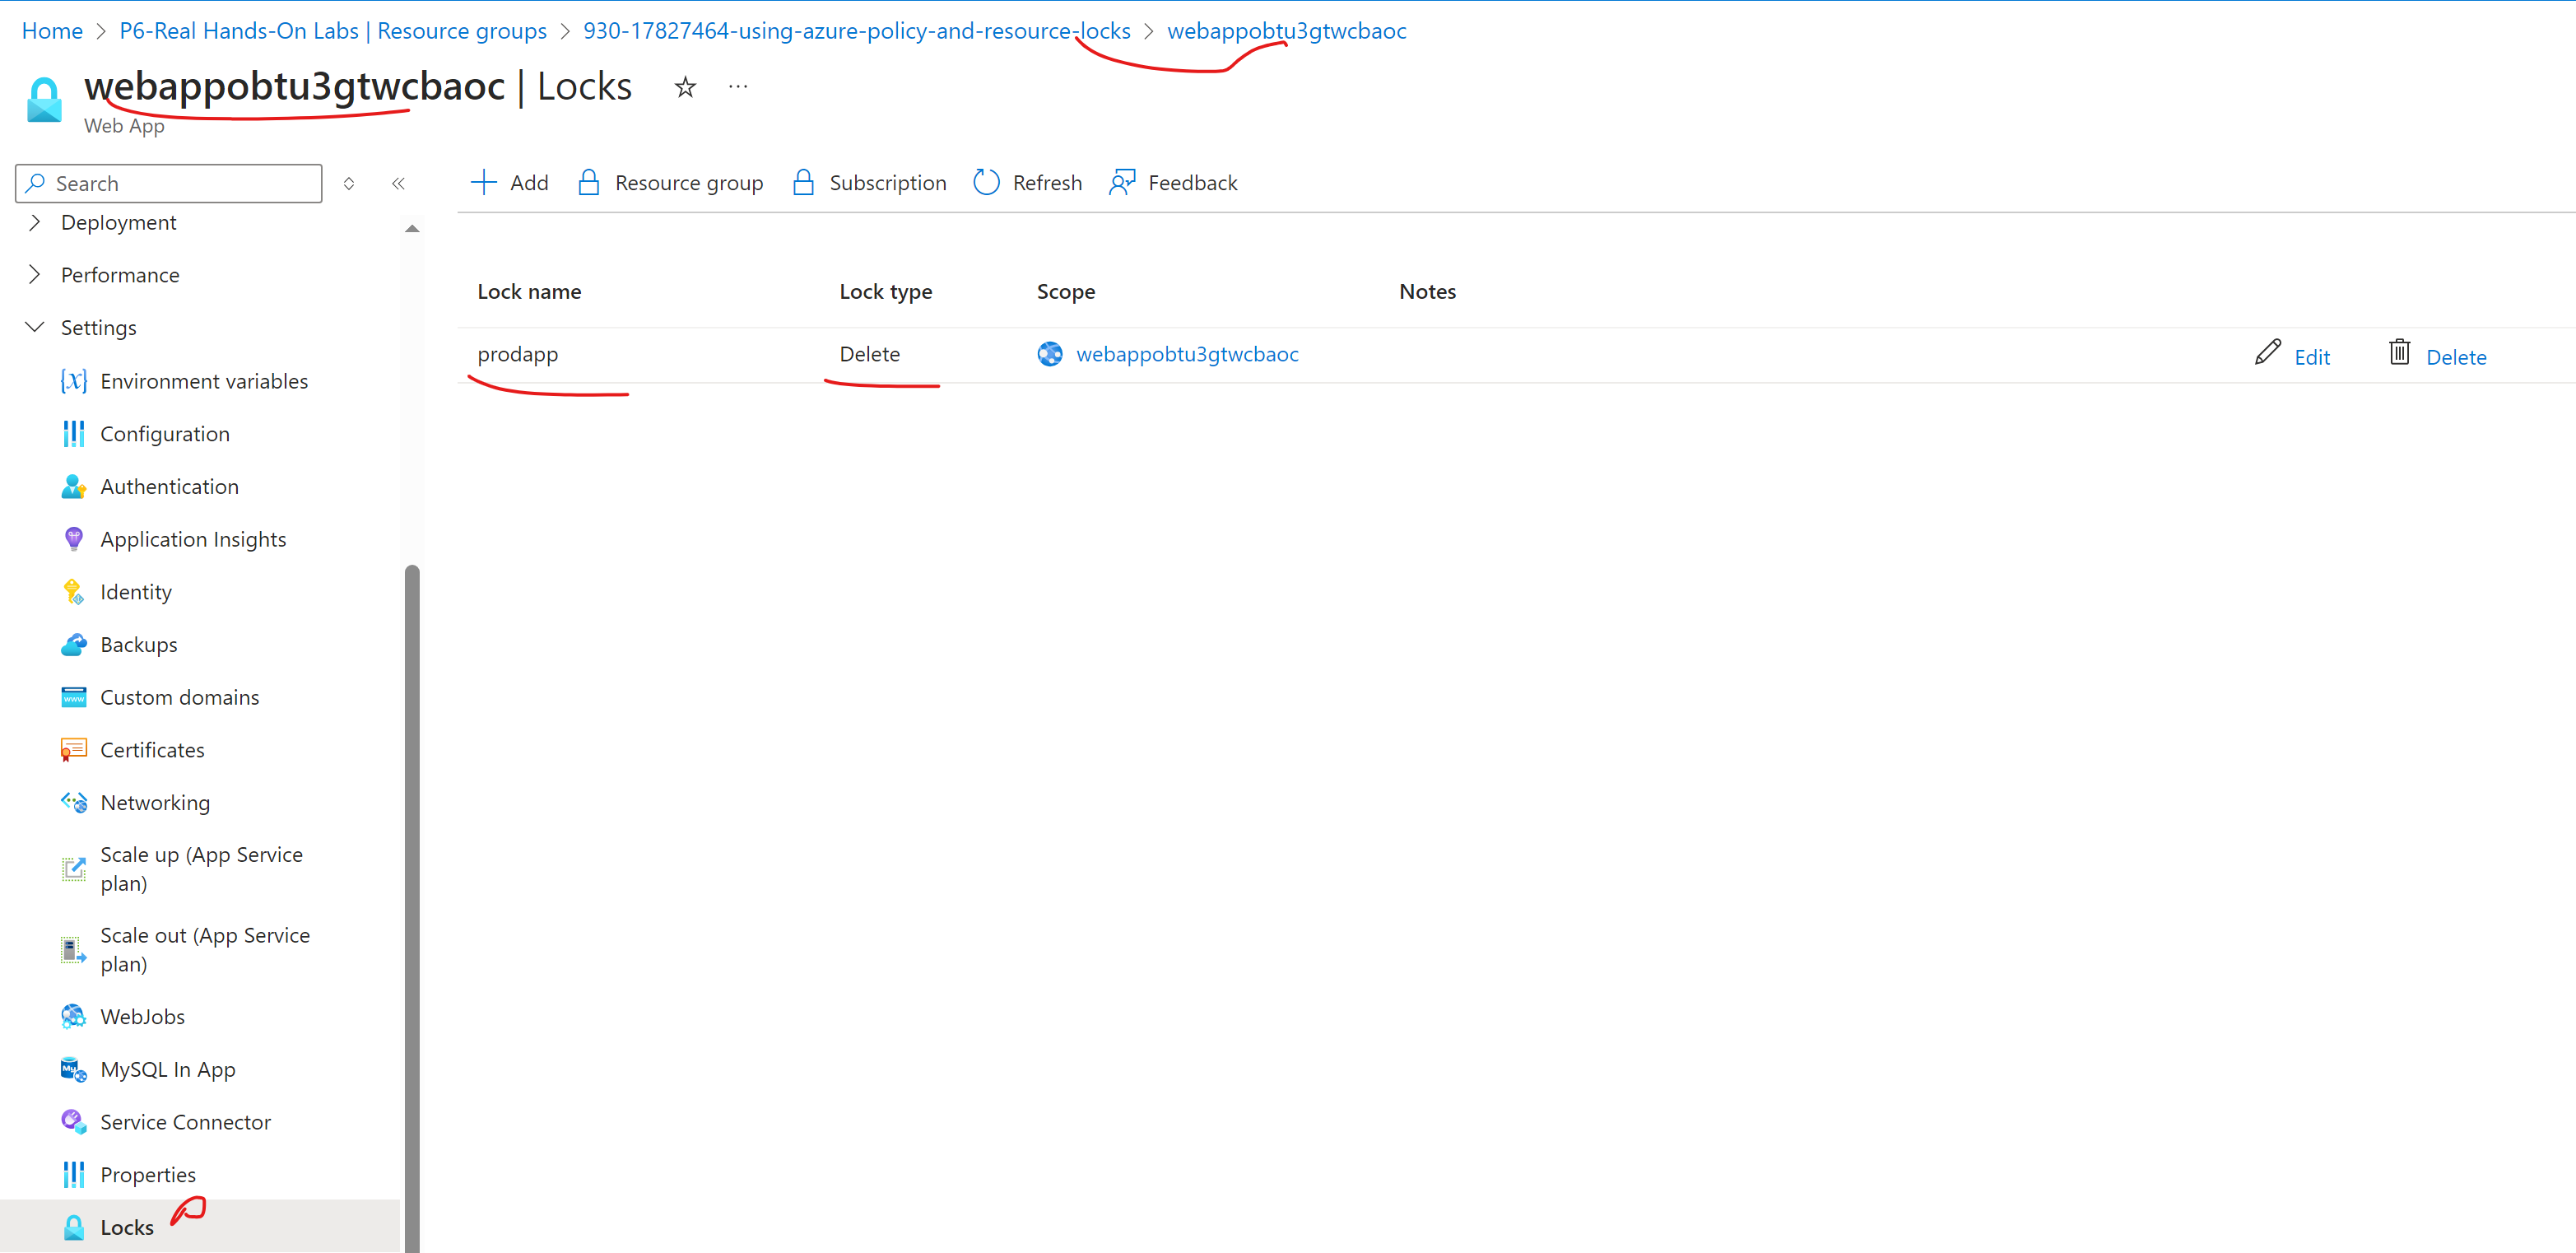 Home > P6-Real Hands-On Labs | Resource groups > 930-17827464-using-azure-policy-and-resource-locks > webappobtu3gtwcbaoc
webappobtu3gtwcbaoc | Locks
Web App
Search
Add Resource group Subscription Refresh Feedback
Deployment
Performance
Settings
Environment variables
Configuration
Authentication
Application Insights
Identity
Backups
Custom domains
Certificates
Networking
Scale up (App Service
plan)
Scale out (App Service
plan)
WebJobs
MySQL In App
Service Connector
Properties
Locks
Lock name Lock type Scope Notes
prodapp Delete webappobtu3gtwcbaoc Edit Delete